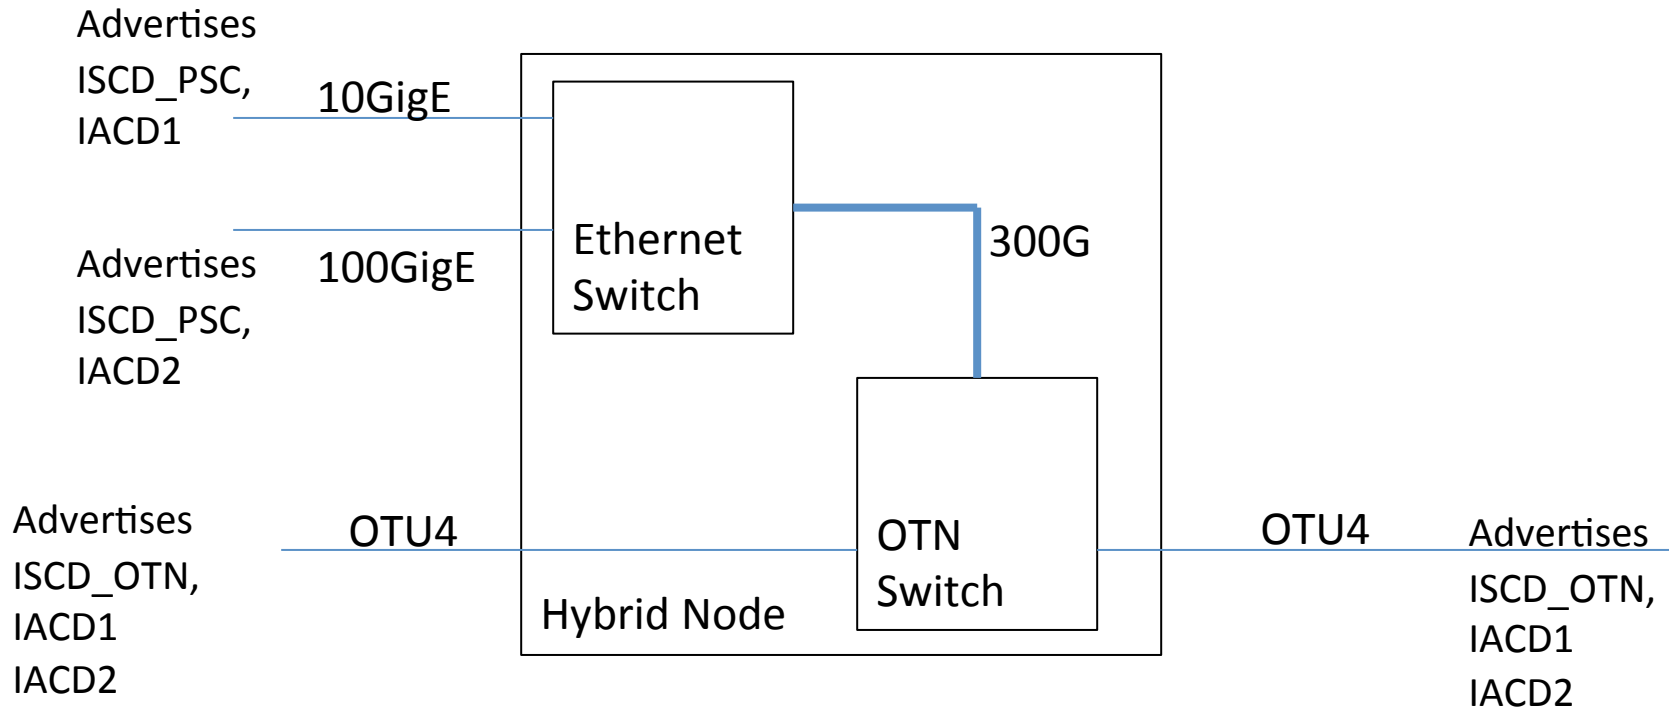 Advertises
ISCD_PSC,
IACD1
10GigE
Advertises
ISCD_PSC,
IACD2
100GigE
Ethernet
Switch
300G
Advertises
ISCD_OTN,
IACD1
IACD2
OTU4
Hybrid Node
OTN
Switch
OTU4
Advertises
ISCD_OTN,
IACD1
IACD2